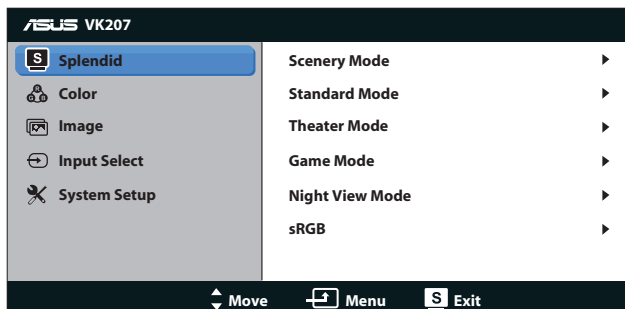 ASUS VK207
S Splendid
Color
Image
Input Select
System Setup
Scenery Mode
Standard Mode
Theater Mode
Game Mode
Night View Mode
sRGB
Move Menu S Exit